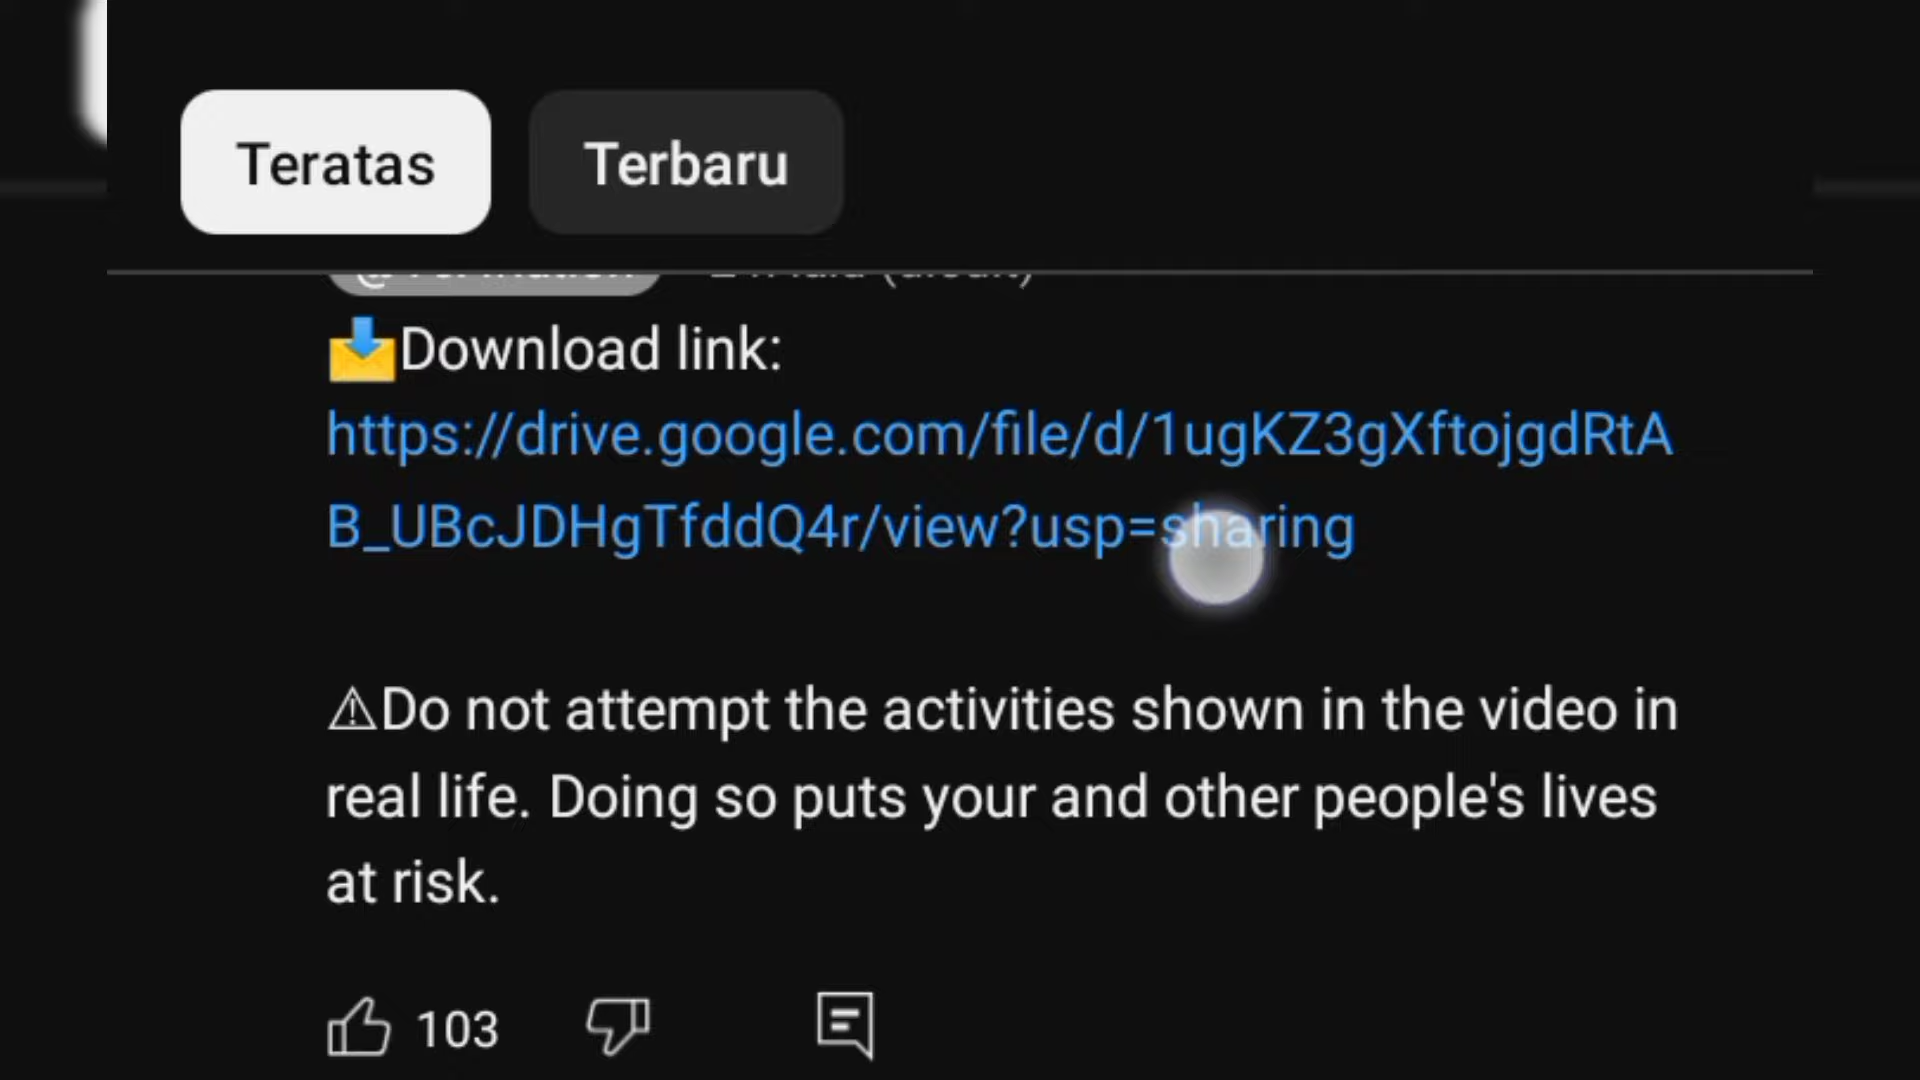 Teratas
Terbaru
Download link:
https://drive.google.com/file/d/1ugKZ3gXftojgdRtA
B_UBcJDHgTfddQ4r/view?usp=sharing
⚠Do not attempt the activities shown in the video in
real life. Doing so puts your and other people's lives
at risk.
103